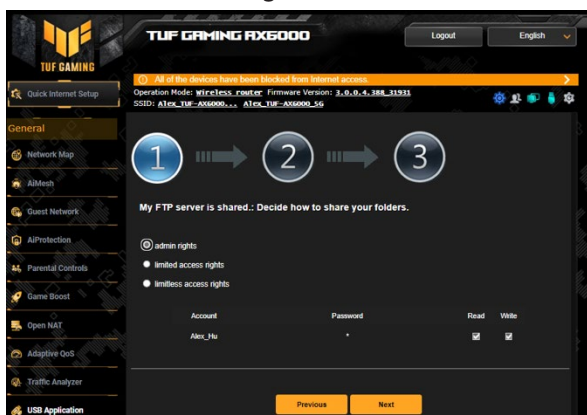 TUF GAMING AX6000
Logout
English
TUF GAMING
All of the devices have been blocked from Internet access.
Quick Internet Setup
Operation Mode: Wireless router Firmware Version: 3.0.0.4.388_31931
SSID: Alex_TUF-AX6000... Alex_TUF-AX6000_5G
General
Network Map
AiMesh
Guest Network
AiProtection
Parental Controls
Game Boost
Open NAT
Adaptive QoS
Traffic Analyzer
USB Application
1 2 3
My FTP server is shared.: Decide how to share your folders.
admin rights
limited access rights
limitless access rights
Account Password Read Write
Alex_Hu *
Previous Next